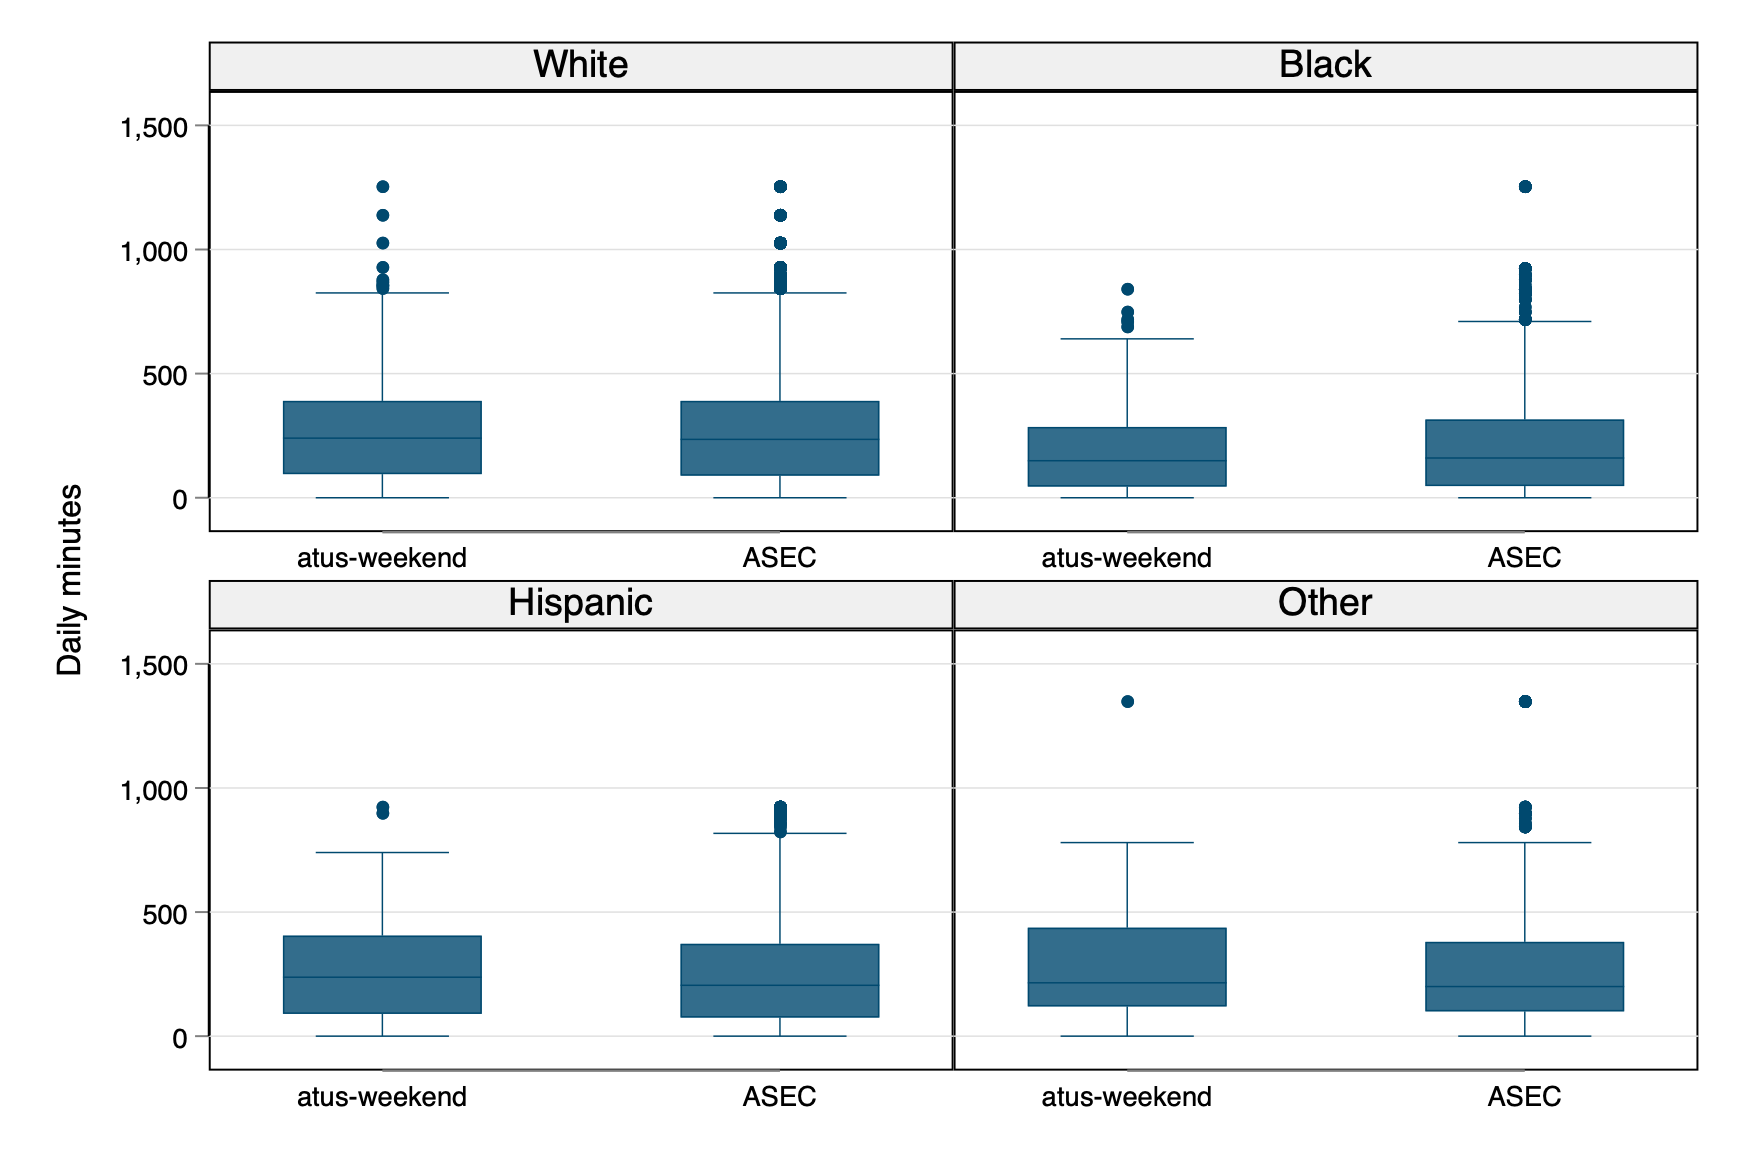 White
Black
1,500
1,000
500
0
atus-weekend
ASEC
atus-weekend
ASEC
Daily minutes
Hispanic
Other
1,500
1,000
500
0
atus-weekend
ASEC
atus-weekend
ASEC